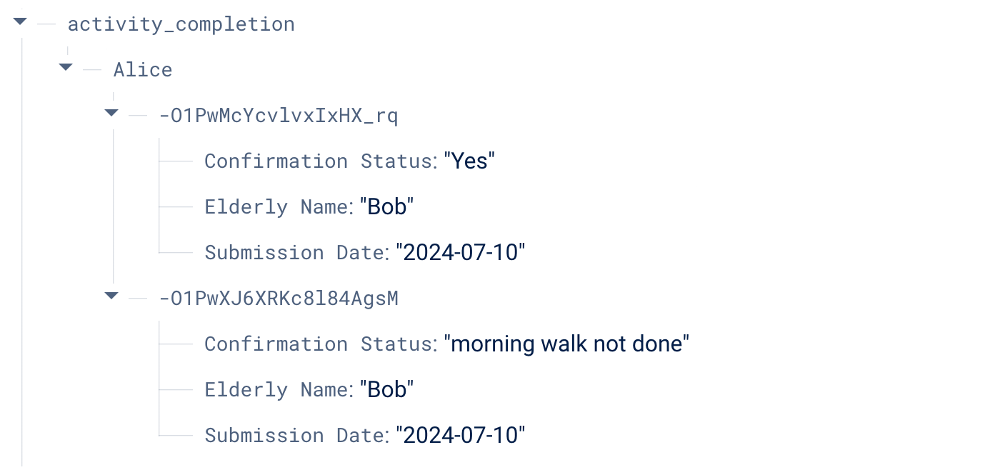 activity_completion
Alice
-O1PwMcYcvlvxIxHX_rq
Confirmation Status: "Yes"
Elderly Name: "Bob"
Submission Date: "2024-07-10"
-O1PwXJ6XRKc8l84AgsM
Confirmation Status: "morning walk not done"
Elderly Name: "Bob"
Submission Date: "2024-07-10"